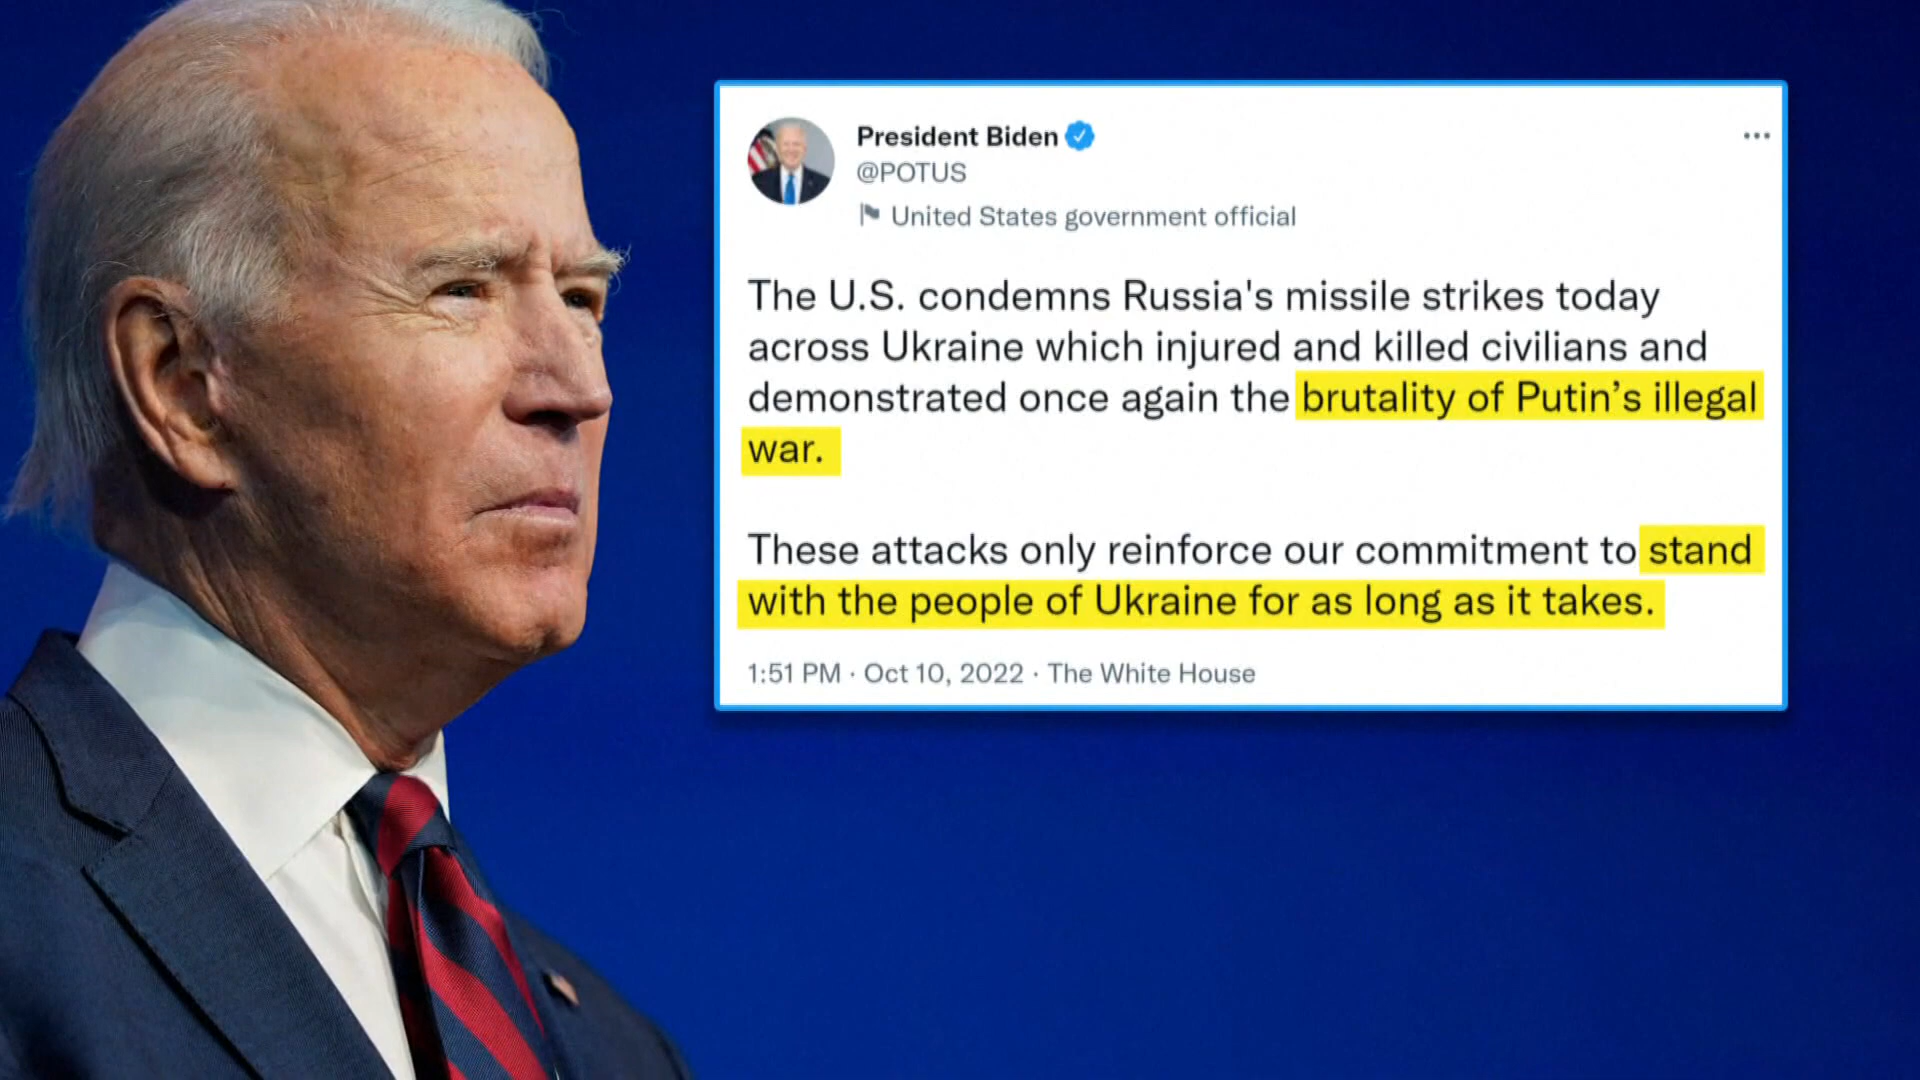 President Biden
@POTUS
United States government official
The U.S. condemns Russia's missile strikes today
across Ukraine which injured and killed civilians and
demonstrated once again the brutality of Putin’s illegal
war.
These attacks only reinforce our commitment to stand
with the people of Ukraine for as long as it takes.
1:51 PM · Oct 10, 2022 · The White House